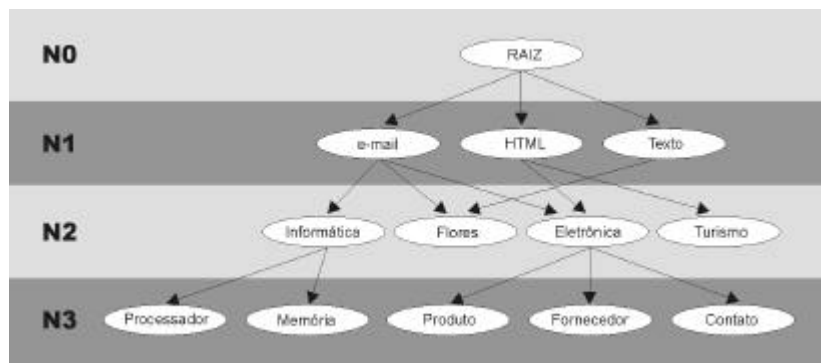 N0 RAIZ
N1 e-mail HTML Texto
N2 Informática Flores Eletrônica Turismo
N3 Processador Memória Produto Fornecedor Contato